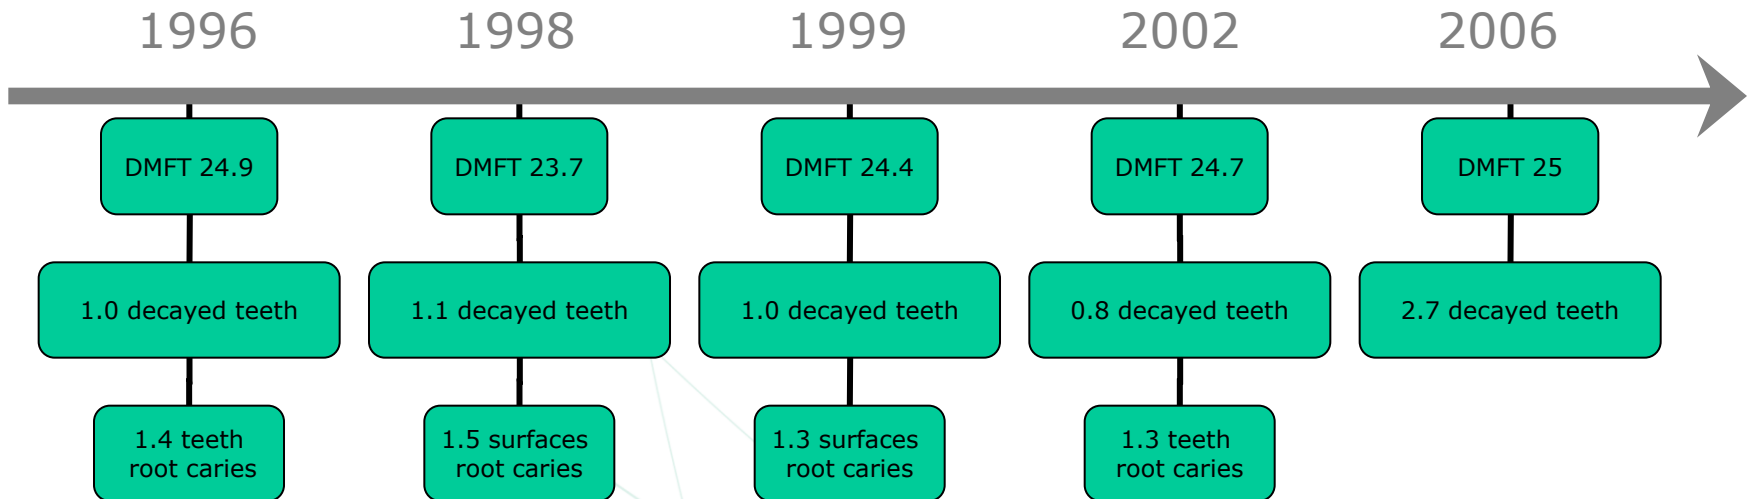 1996
1998
1999
2002
2006
DMFT 24.9
DMFT 23.7
DMFT 24.4
DMFT 24.7
DMFT 25
1.0 decayed teeth
1.1 decayed teeth
1.0 decayed teeth
0.8 decayed teeth
2.7 decayed teeth
1.4 teeth
root caries
1.5 surfaces
root caries
1.3 surfaces
root caries
1.3 teeth
root caries